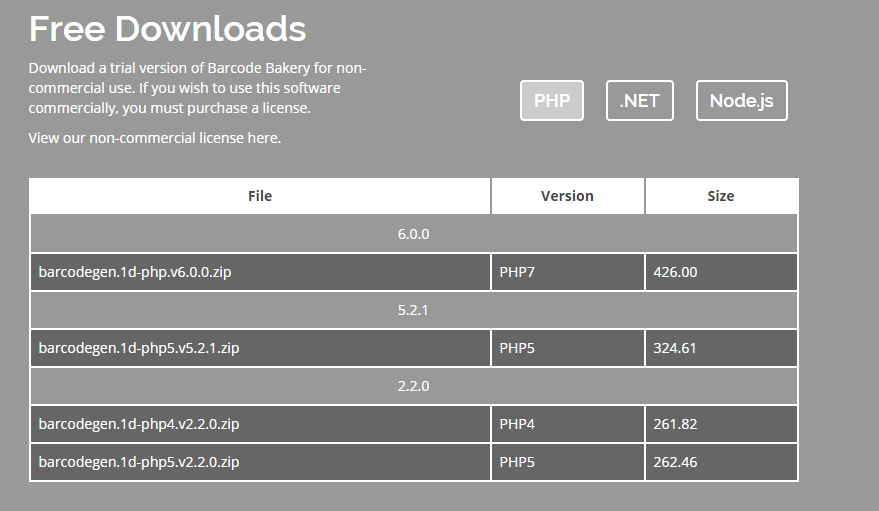 Free Downloads
Download a trial version of Barcode Bakery for non-
commercial use. If you wish to use this software
commercially, you must purchase a license.
View our non-commercial license here.
PHP .NET Node.js
File Version Size
6.0.0
barcodegen.1d-php.v6.0.0.zip PHP7 426.00
5.2.1
barcodegen.1d-php5.v5.2.1.zip PHP5 324.61
2.2.0
barcodegen.1d-php4.v2.2.0.zip PHP4 261.82
barcodegen.1d-php5.v2.2.0.zip PHP5 262.46